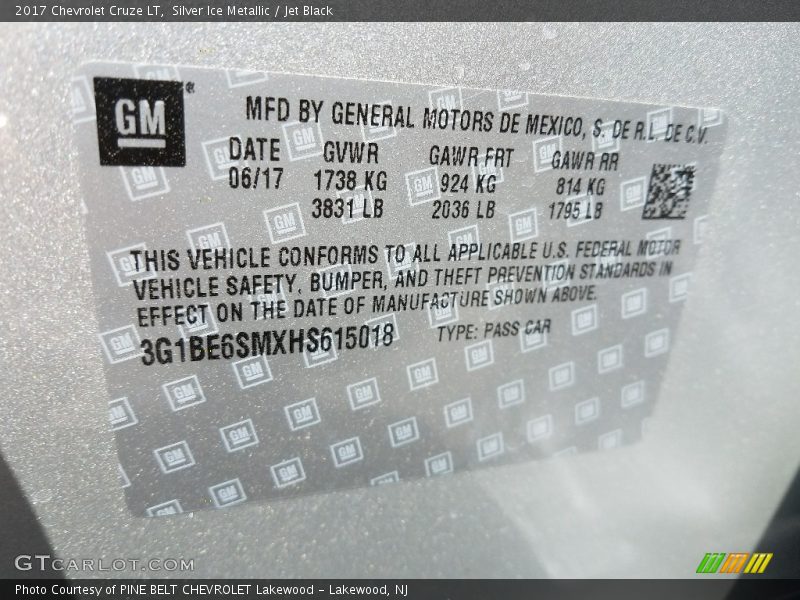 2017 Chevrolet Cruze LT,  Silver Ice Metallic / Jet Black
GM ®
MFD BY GENERAL MOTORS DE MEXICO, S. DE R.L. DE C.V.
DATE GVWR GAWR FRT GAWR RR
06/17 1738 KG 924 KG 814 KG
3831 LB 2036 LB 1795 LB
THIS VEHICLE CONFORMS TO ALL APPLICABLE U.S. FEDERAL MOTOR
VEHICLE SAFETY, BUMPER, AND THEFT PREVENTION STANDARDS IN
EFFECT ON THE DATE OF MANUFACTURE SHOWN ABOVE.
3G1BE6SMXHS615018 TYPE: PASS CAR
GTCARLOT.COM
Photo Courtesy of PINE BELT CHEVROLET Lakewood - Lakewood, NJ